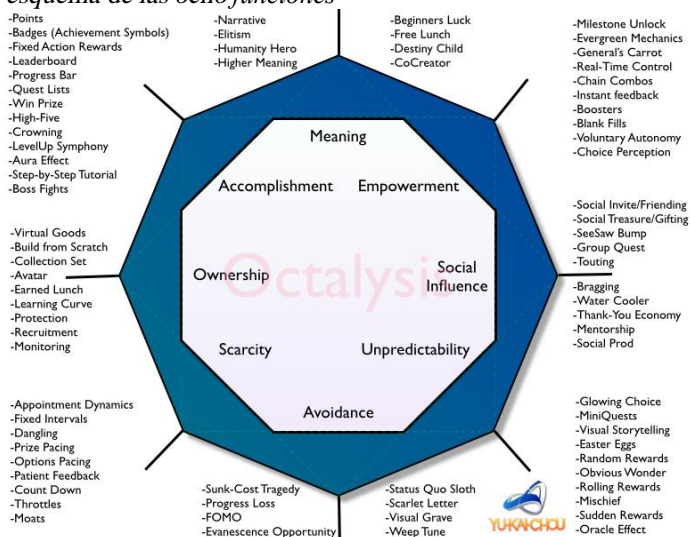 esquema de las ocho funciones
-Points
-Badges (Achievement Symbols)
-Fixed Action Rewards
-Leaderboard
-Progress Bar
-Quest Lists
-Win Prize
-High-Five
-Crowning
-LevelUp Symphony
-Aura Effect
-Step-by-Step Tutorial
-Boss Fights
-Narrative
-Elitism
-Humanity Hero
-Higher Meaning
-Beginners Luck
-Free Lunch
-Destiny Child
-CoCreator
-Milestone Unlock
-Evergreen Mechanics
-General's Carrot
-Real-Time Control
-Chain Combos
-Instant feedback
-Boosters
-Blank Fills
-Voluntary Autonomy
-Choice Perception
Meaning
Accomplishment
Empowerment
Ownership
Octalysis
Social
Influence
Scarcity
Unpredictability
Avoidance
-Virtual Goods
-Build from Scratch
-Collection Set
-Avatar
-Earned Lunch
-Learning Curve
-Protection
-Recruitment
-Monitoring
-Social Invite/Friending
-Social Treasure/Gifting
-SeeSaw Bump
-Group Quest
-Touting
-Bragging
-Water Cooler
-Thank-You Economy
-Mentorship
-Social Prod
-Appointment Dynamics
-Fixed Intervals
-Dangling
-Prize Pacing
-Options Pacing
-Patient Feedback
-Count Down
-Throttles
-Moats
-Sunk-Cost Tragedy
-Progress Loss
-FOMO
-Evanescence Opportunity
-Status Quo Sloth
-Scarlet Letter
-Visual Grave
-Weep Tune
-Glowing Choice
-MiniQuests
-Visual Storytelling
-Easter Eggs
-Random Rewards
-Obvious Wonder
-Rolling Rewards
-Mischief
-Sudden Rewards
-Oracle Effect
YU-KAI CHOU